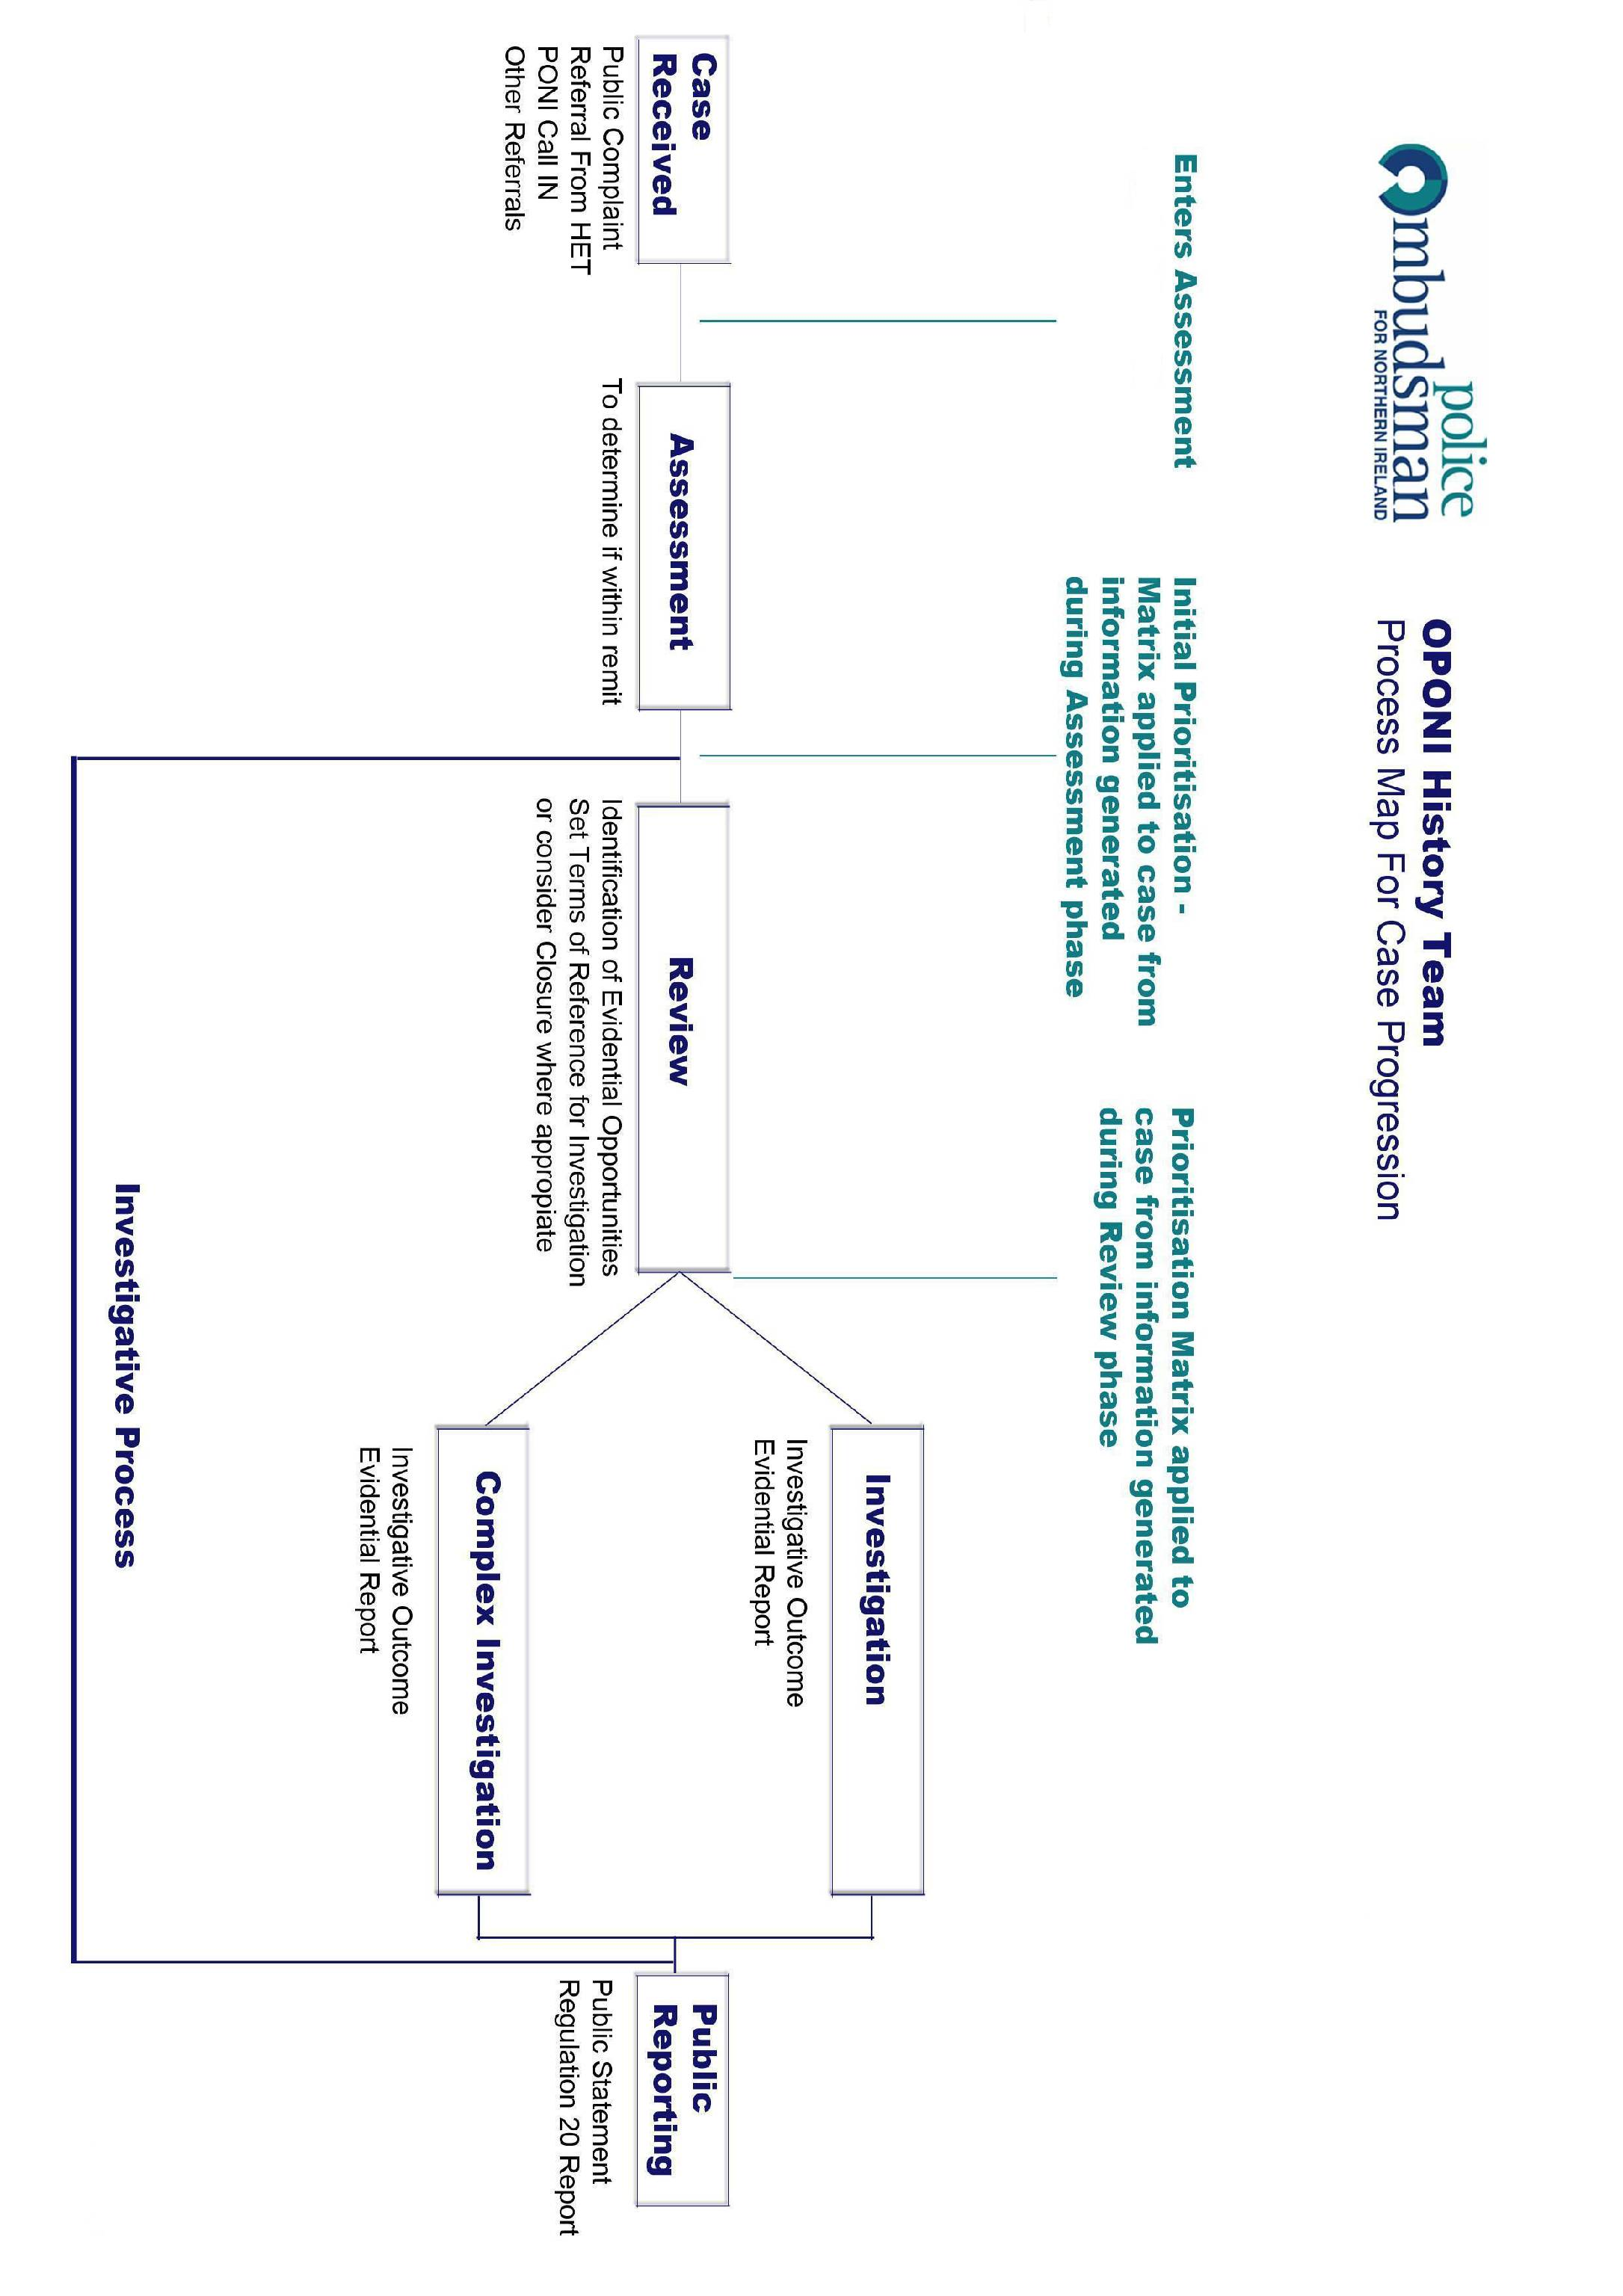 police
Ombudsman
FOR NORTHERN IRELAND
OPONI History Team
Process Map For Case Progression
Enters Assessment
Initial Prioritisation -
Matrix applied to case from
information generated
during Assessment phase
Prioritisation Matrix applied to
case from information generated
during Review phase
Case
Received
Public Complaint
Referral From HET
PONI Call IN
Other Referrals
Assessment
To determine if within remit
Review
Identification of Evidential Opportunities
Set Terms of Reference for Investigation
or consider Closure where appropiate
Investigation
Investigative Outcome
Evidential Report
Complex Investigation
Investigative Outcome
Evidential Report
Public
Reporting
Public Statement
Regulation 20 Report
Investigative Process